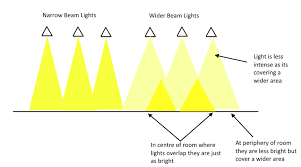 Narrow Beam Lights
Wider Beam Lights
Light is less
intense as its
covering a
wider area
In centre of room where
lights overlap they are just
as bright
At periphery of room
they are less bright but
cover a wider area